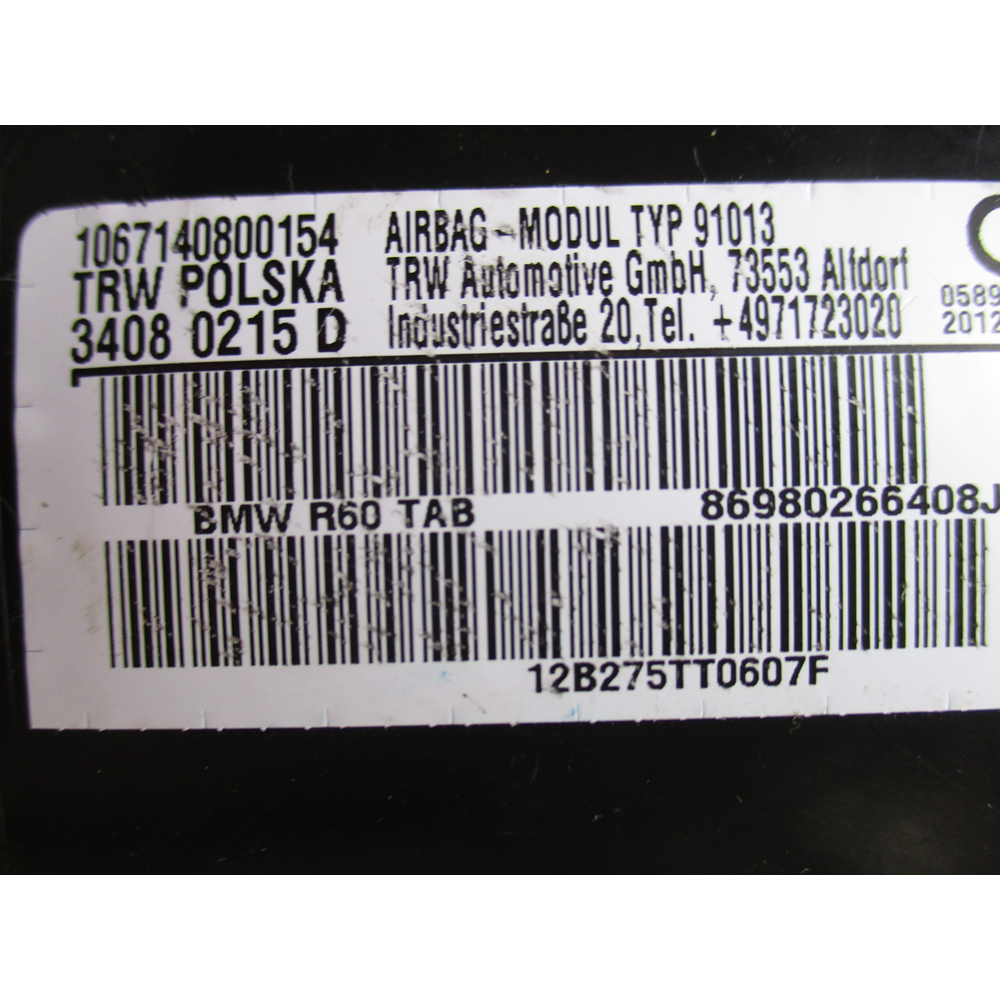 1067140800154 AIRBAG-MODUL TYP 91013
TRW POLSKA TRW Automotive GmbH, 73553 Alfdorf
3408 0215 D Industriestraße 20,Tel. +4971723020
0589
2012
BMW R60 TAB 86980266408J
12B275TT0607F